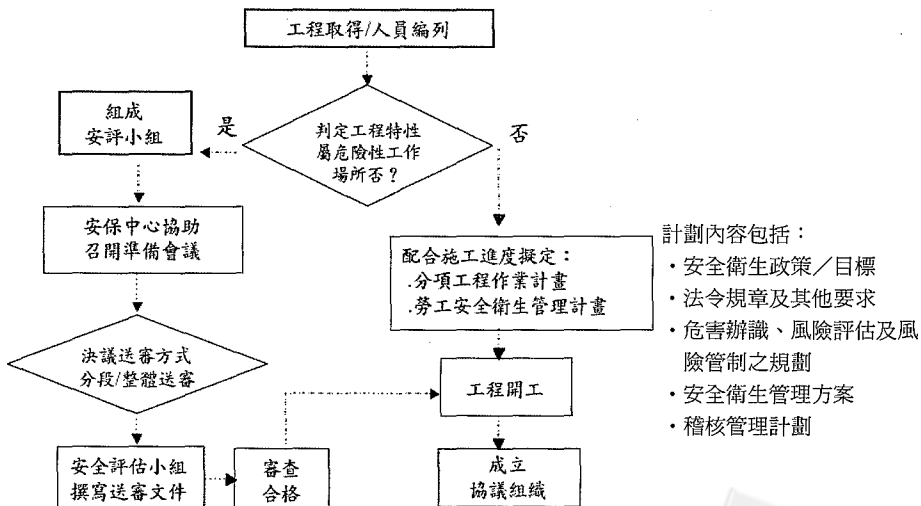 工程取得/人員編列
判定工程特性
屬危險性工作
場所否？
是
否
組成
安評小組
安保中心協助
召開準備會議
決議送審方式
分段/整體送審
安全評估小組
撰寫送審文件
審查
合格
配合施工進度擬定：
.分項工程作業計畫
.勞工安全衛生管理計畫
工程開工
成立
協議組織
計劃內容包括：
・安全衛生政策／目標
・法令規章及其他要求
・危害辦識、風險評估及風
險管制之規劃
・安全衛生管理方案
・稽核管理計劃